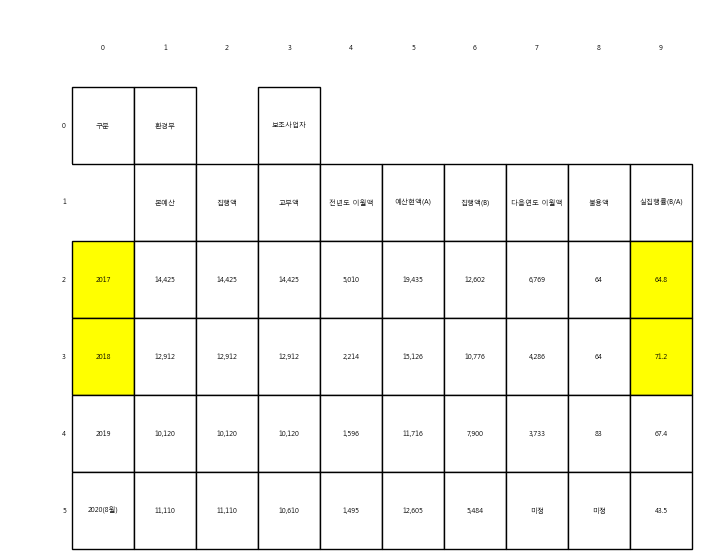 0 1 2 3 4 5 6 7 8 9
0 구분 환경부 보조사업자
1 본예산 집행액 교부액 전년도 이월액 예산현액(A) 집행액(B) 다음연도 이월액 불용액 실집행률(B/A)
2 2017 14,425 14,425 14,425 5,010 19,435 12,602 6,769 64 64.8
3 2018 12,912 12,912 12,912 2,214 15,126 10,776 4,286 64 71.2
4 2019 10,120 10,120 10,120 1,596 11,716 7,900 3,733 83 67.4
5 2020(8월) 11,110 11,110 10,610 1,495 12,605 5,484 미정 미정 43.5